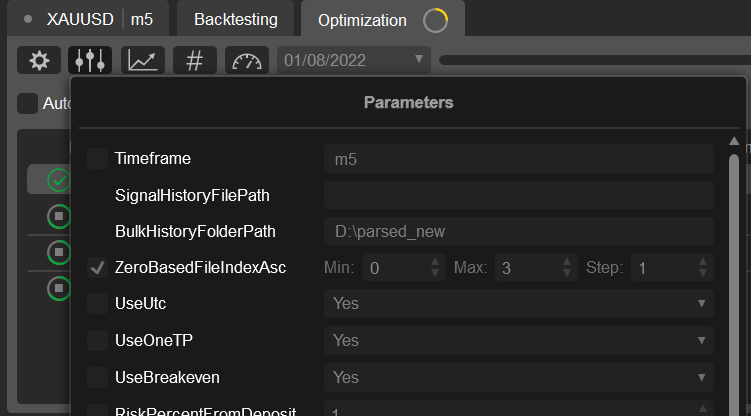 XAUUSD m5 Backtesting Optimization
# 01/08/2022
Auto
Parameters
Timeframe m5
SignalHistoryFilePath
BulkHistoryFolderPath D:\parsed_new
ZeroBasedFileIndexAsc Min: 0 Max: 3 Step: 1
UseUtc Yes
UseOneTP Yes
UseBreakeven Yes
RiskPercentFromDeposit 1